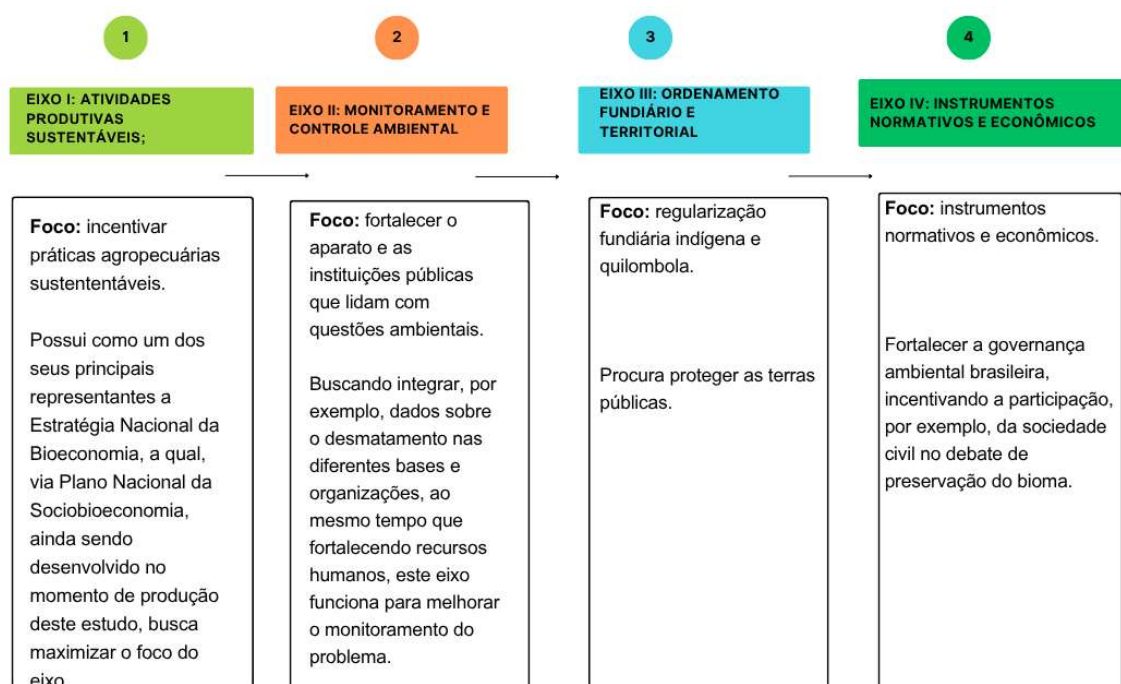 1
EIXO I: ATIVIDADES
PRODUTIVAS
SUSTENTÁVEIS;
Foco: incentivar
práticas agropecuárias
sustententáveis.
Possui como um dos
seus principais
representantes a
Estratégia Nacional da
Bioeconomia, a qual,
via Plano Nacional da
Sociobioeconomia,
ainda sendo
desenvolvido no
momento de produção
deste estudo, busca
maximizar o foco do
eixo
2
EIXO II: MONITORAMENTO E
CONTROLE AMBIENTAL
Foco: fortalecer o
aparato e as
instituições públicas
que lidam com
questões ambientais.
Buscando integrar, por
exemplo, dados sobre
o desmatamento nas
diferentes bases e
organizações, ao
mesmo tempo que
fortalecendo recursos
humanos, este eixo
funciona para melhorar
o monitoramento do
problema.
3
EIXO III: ORDENAMENTO
FUNDIÁRIO E
TERRITORIAL
Foco: regularização
fundiária indígena e
quilombola.
Procura proteger as terras
públicas.
4
EIXO IV: INSTRUMENTOS
NORMATIVOS E ECONÔMICOS
Foco: instrumentos
normativos e econômicos.
Fortalecer a governança
ambiental brasileira,
incentivando a participação,
por exemplo, da sociedade
civil no debate de
preservação do bioma.